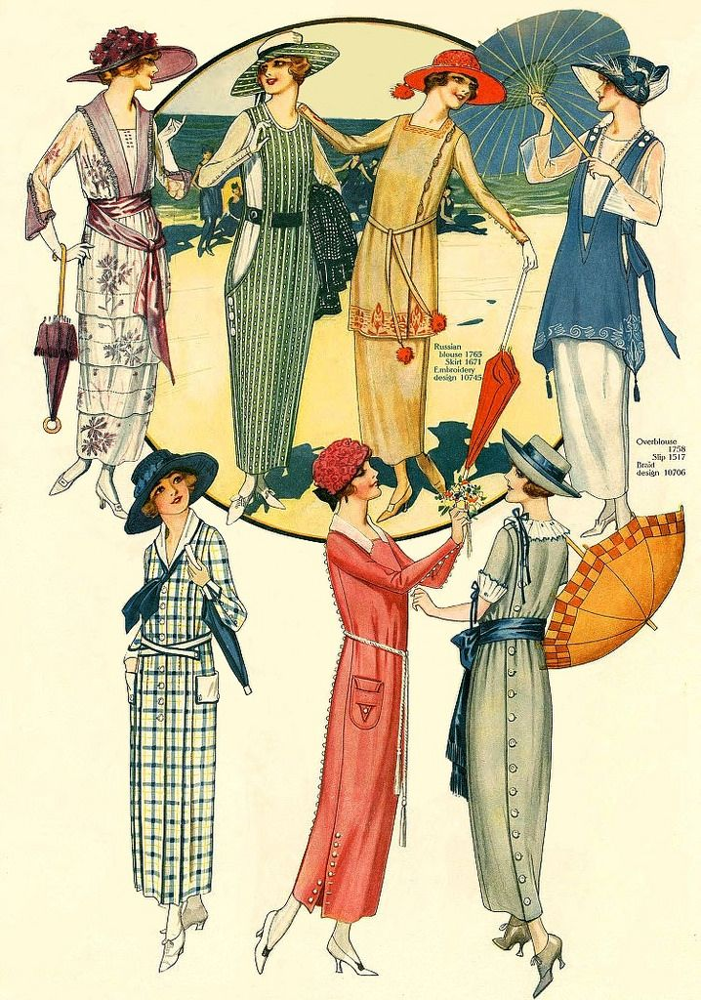 Russian
blouse 1765
Skirt 1671
Embroidery
design 10745
Overblouse
1758
Slip 1517
Braid
design 10706